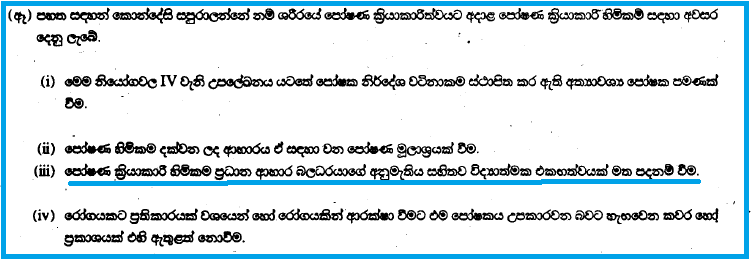 (ඈ) පහත සඳහන් කොන්දේසි සපුරාලන්නේ නම් ශරීරයේ පෝෂණ ක්‍රියාකාරිත්වයට අදාළ පෝෂණ ක්‍රියාකාරී හිමිකම් සඳහා අවසර
දෙනු ලැබේ.
(i) මෙම නියෝගවල IV වැනි උපලේඛනය යටතේ පෝෂක නිර්දේශ වටිනාකම ස්ථාපිත කර ඇති අත්‍යාවශ්‍ය පෝෂක පමණක්
වීම.
(ii) පෝෂණ හිමිකම දක්වන ලද ආහාරය ඒ සඳහා වන පෝෂණ මූලාශ්‍රයක් වීම.
(iii) පෝෂණ ක්‍රියාකාරී හිමිකම ප්‍රධාන ආහාර බලධරයාගේ අනුමැතිය සහිතව විද්‍යාත්මක එකඟත්වයක් මත පදනම් වීම.
(iv) රෝගයකට ප්‍රතිකාරයක් වශයෙන් හෝ රෝගයකින් ආරක්ෂා වීමට එම පෝෂකය උපකාරවන බවට හැඟවෙන කවර හෝ
ප්‍රකාශයක් එහි ඇතුළත් නොවීම.